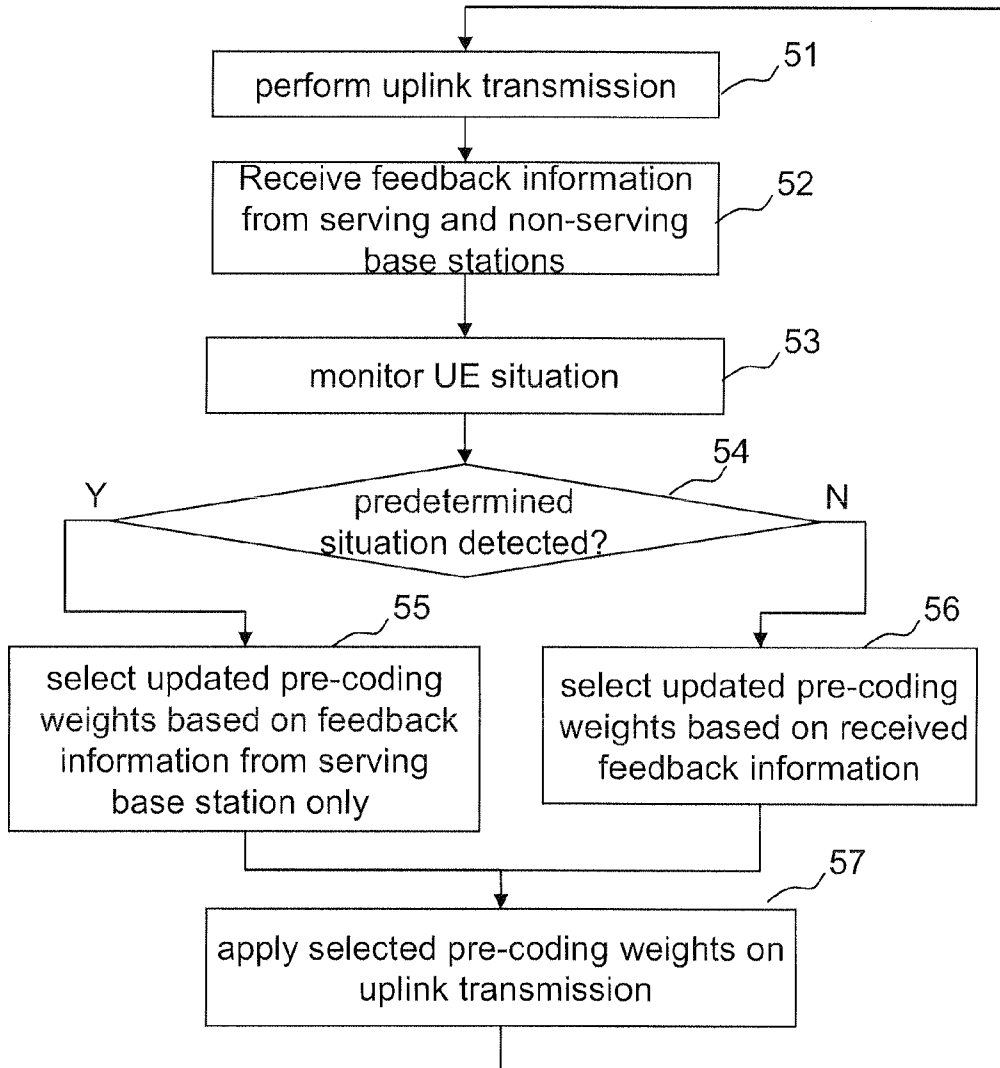 51
perform uplink transmission
52
Receive feedback information
from serving and non-serving
base stations
53
monitor UE situation
54
Y
N
predetermined
situation detected?
55
select updated pre-coding
weights based on feedback
information from serving
base station only
56
select updated pre-coding
weights based on received
feedback information
57
apply selected pre-coding weights on
uplink transmission